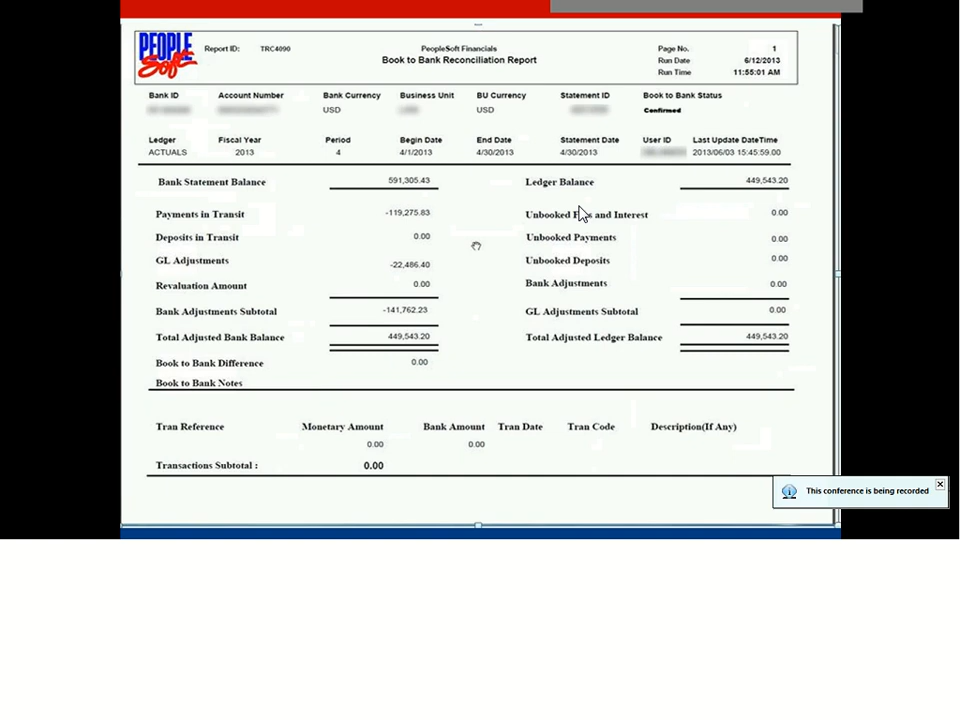 PEOPLE
Soft
Report ID: TRC4090
PeopleSoft Financials
Book to Bank Reconciliation Report
Page No. 1
Run Date 6/12/2013
Run Time 11:55:01 AM
Bank ID Account Number Bank Currency Business Unit BU Currency Statement ID Book to Bank Status
USD USD Confirmed
Ledger Fiscal Year Period Begin Date End Date Statement Date User ID Last Update DateTime
ACTUALS 2013 4 4/1/2013 4/30/2013 4/30/2013 2013/06/03 15:45:59.00
Bank Statement Balance 591,305.43 Ledger Balance 449,543.20
Payments in Transit -119,275.83 Unbooked and Interest 0.00
Deposits in Transit 0.00 Unbooked Payments 0.00
GL Adjustments -22,486.40 Unbooked Deposits 0.00
Revaluation Amount 0.00 Bank Adjustments 0.00
Bank Adjustments Subtotal -141,762.23 GL Adjustments Subtotal 0.00
Total Adjusted Bank Balance 449,543.20 Total Adjusted Ledger Balance 449,543.20
Book to Bank Difference 0.00
Book to Bank Notes
Tran Reference Monetary Amount Bank Amount Tran Date Tran Code Description(If Any)
0.00 0.00
Transactions Subtotal : 0.00
This conference is being recorded